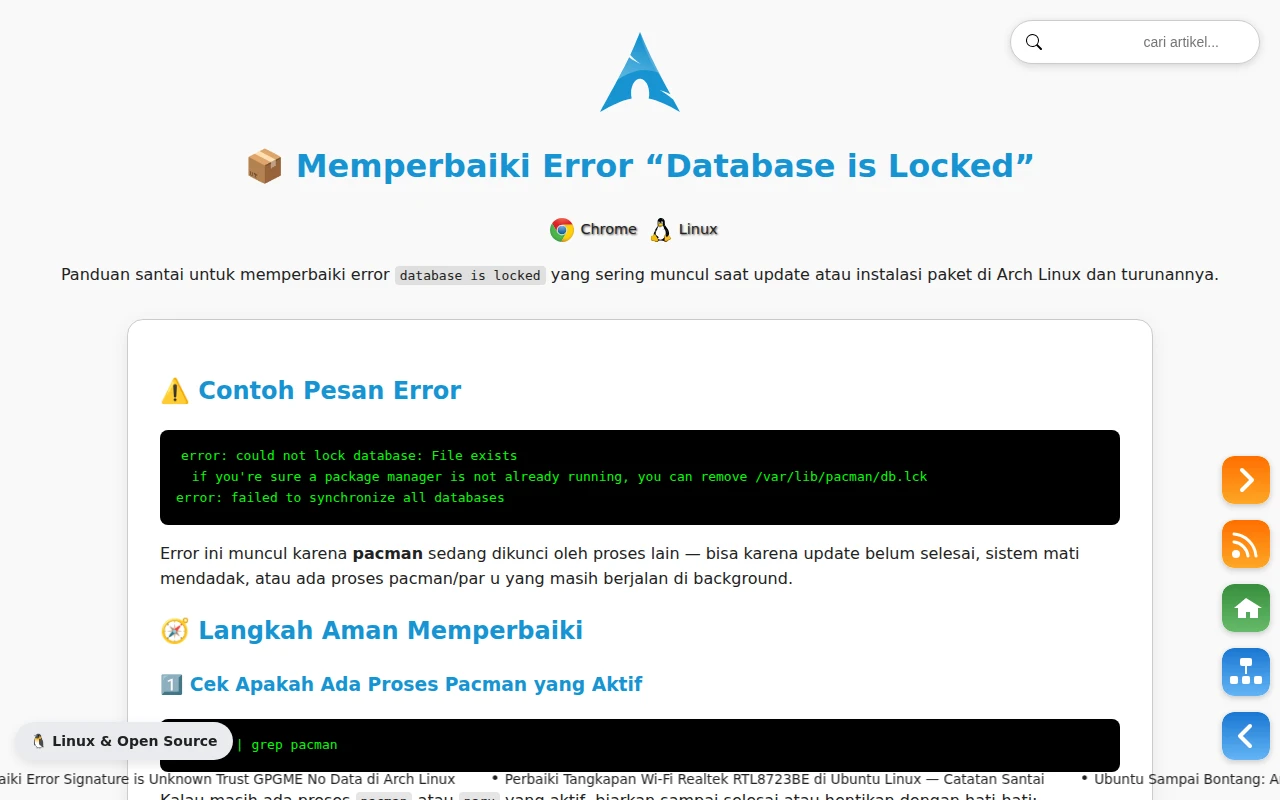 cari artikel...
📦 Memperbaiki Error “Database is Locked”
Chrome Linux
Panduan santai untuk memperbaiki error database is locked yang sering muncul saat update atau instalasi paket di Arch Linux dan turunannya.
⚠️ Contoh Pesan Error
error: could not lock database: File exists
if you're sure a package manager is not already running, you can remove /var/lib/pacman/db.lck
error: failed to synchronize all databases
Error ini muncul karena pacman sedang dikunci oleh proses lain — bisa karena update belum selesai, sistem mati
mendadak, atau ada proses pacman/par u yang masih berjalan di background.
🧭 Langkah Aman Memperbaiki
1️⃣ Cek Apakah Ada Proses Pacman yang Aktif
| grep pacman
🐧 Linux & Open Source
aiki Error Signature is Unknown Trust GPGME No Data di Arch Linux • Perbaiki Tangkapan Wi-Fi Realtek RTL8723BE di Ubuntu Linux — Catatan Santai • Ubuntu Sampai Bontang:
Kalau masih ada proses pacman atau yang aktif, biarkan sampai selesai atau hentikan dengan hati-hati: